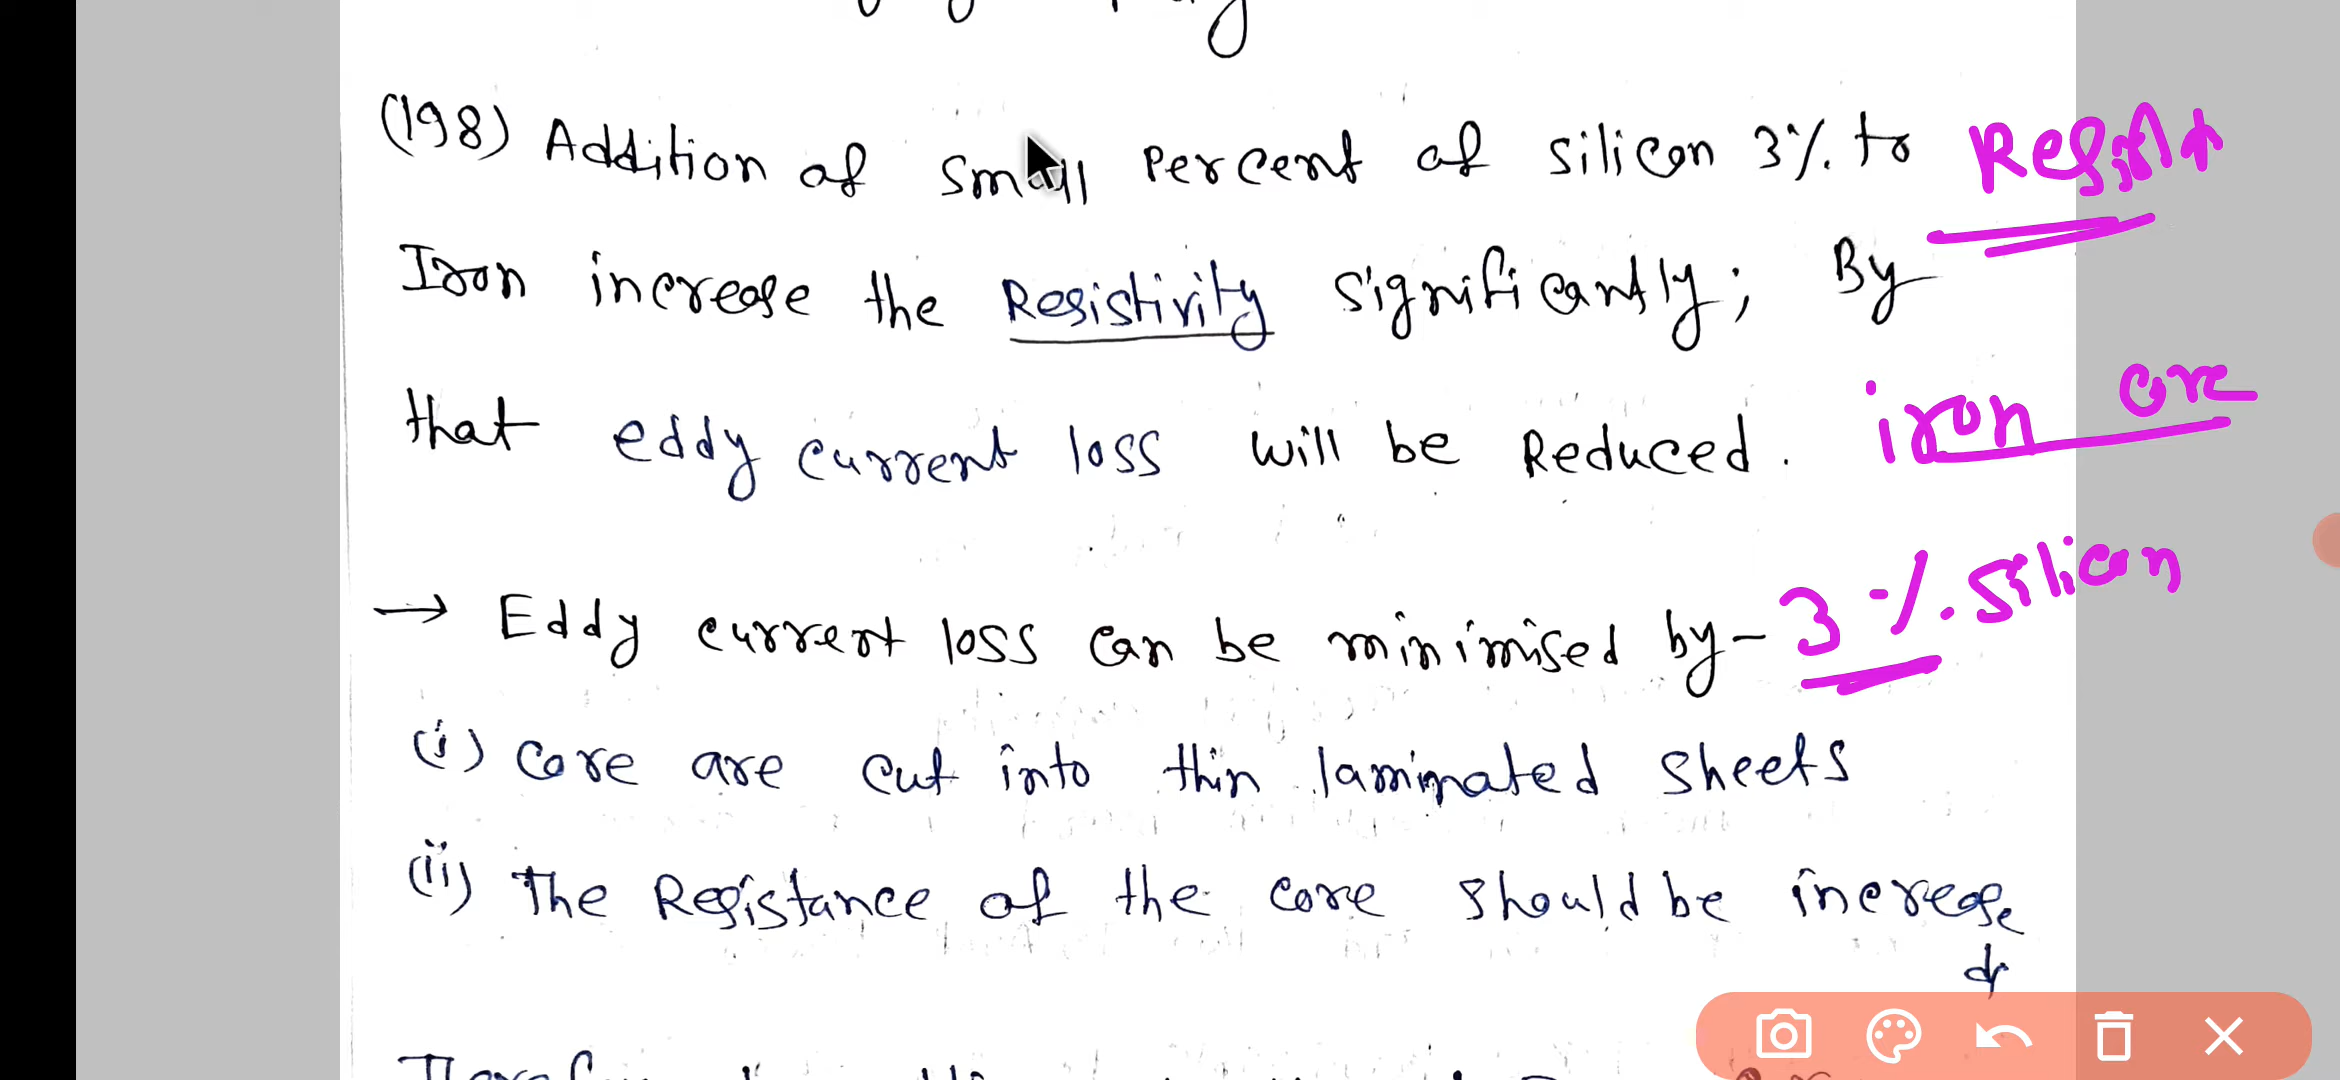 (198) Addition of small percent of silicon 3% to
Iron increase the Resistivity significantly; By
that eddy current loss will be Reduced. iron core
→ Eddy current loss can be minimised by- 3 %. silicon
(i) core are cut into thin laminated sheets
(ii) The Resistance of the core should be increase
d